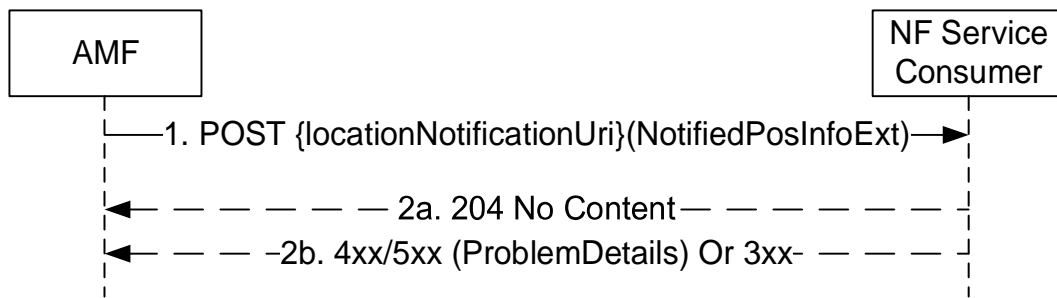 AMF
NF Service
Consumer
1. POST {locationNotificationUri}(NotifiedPosInfoExt)
2a. 204 No Content
2b. 4xx/5xx (ProblemDetails) Or 3xx